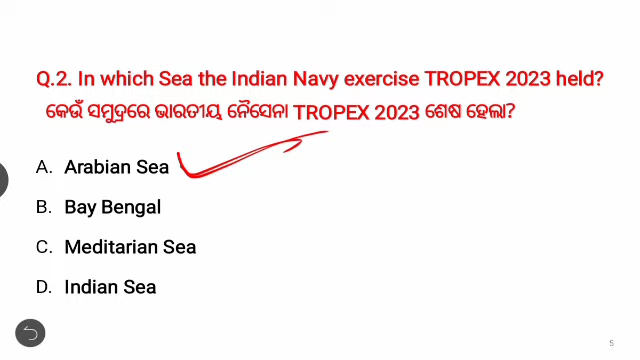 Q.2. In which Sea the Indian Navy exercise TROPEX 2023 held?
କେଉଁ ସମୁଦ୍ରରେ ଭାରତୀୟ ନୈସେନା TROPEX 2023 ଶେଷ ହେଲା?
A. Arabian Sea
B. Bay Bengal
C. Meditarian Sea
D. Indian Sea
5